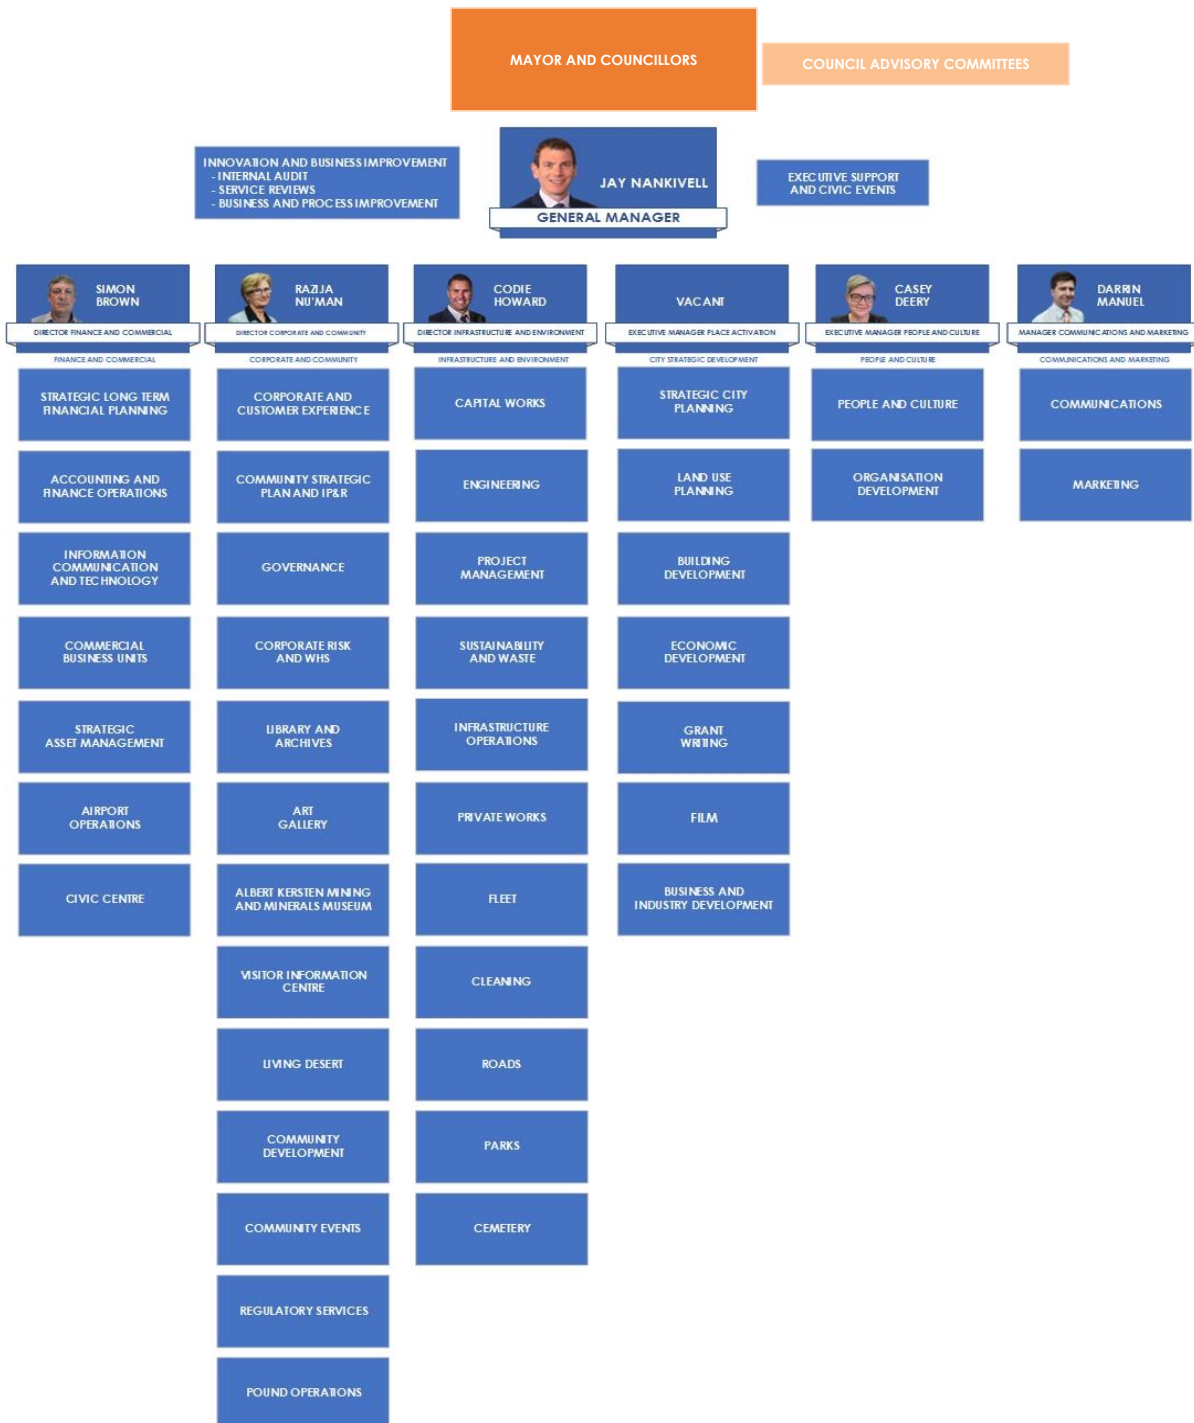 MAYOR AND COUNCILLORS
COUNCIL ADVISORY COMMITTEES
INNOVATION AND BUSINESS IMPROVEMENT
- INTERNAL AUDIT
- SERVICE REVIEWS
- BUSINESS AND PROCESS IMPROVEMENT
JAY NANKIVELL
GENERAL MANAGER
EXECUTIVE SUPPORT
AND CIVIC EVENTS
SIMON
BROWN
DIRECTOR FINANCE AND COMMERCIAL
FINANCE AND COMMERCIAL
STRATEGIC LONG TERM
FINANCIAL PLANNING
ACCOUNTING AND
FINANCE OPERATIONS
INFORMATION
COMMUNICATION
AND TECHNOLOGY
COMMERCIAL
BUSINESS UNITS
STRATEGIC
ASSET MANAGEMENT
AIRPORT
OPERATIONS
CIVIC CENTRE
RAZIJA
NU'MAN
DIRECTOR CORPORATE AND COMMUNITY
CORPORATE AND COMMUNITY
CORPORATE AND
CUSTOMER EXPERIENCE
COMMUNITY STRATEGIC
PLAN AND IP&R
GOVERNANCE
CORPORATE RISK
AND WHS
LIBRARY AND
ARCHIVES
ART
GALLERY
ALBERT KERSTEN MINING
AND MINERALS MUSEUM
VISITOR INFORMATION
CENTRE
LIVING DESERT
COMMUNITY
DEVELOPMENT
COMMUNITY EVENTS
REGULATORY SERVICES
POUND OPERATIONS
CODIE
HOWARD
DIRECTOR INFRASTRUCTURE AND ENVIRONMENT
INFRASTRUCTURE AND ENVIRONMENT
CAPITAL WORKS
ENGINEERING
PROJECT
MANAGEMENT
SUSTAINABILITY
AND WASTE
INFRASTRUCTURE
OPERATIONS
PRIVATE WORKS
FLEET
CLEANING
ROADS
PARKS
CEMETERY
VACANT
EXECUTIVE MANAGER PLACE ACTIVATION
CITY STRATEGIC DEVELOPMENT
STRATEGIC CITY
PLANNING
LAND USE
PLANNING
BUILDING
DEVELOPMENT
ECONOMIC
DEVELOPMENT
GRANT
WRITING
FILM
BUSINESS AND
INDUSTRY DEVELOPMENT
CASEY
DEERY
EXECUTIVE MANAGER PEOPLE AND CULTURE
PEOPLE AND CULTURE
PEOPLE AND CULTURE
ORGANISATION
DEVELOPMENT
DARRIN
MANUEL
MANAGER COMMUNICATIONS AND MARKETING
COMMUNICATIONS AND MARKETING
COMMUNICATIONS
MARKETING